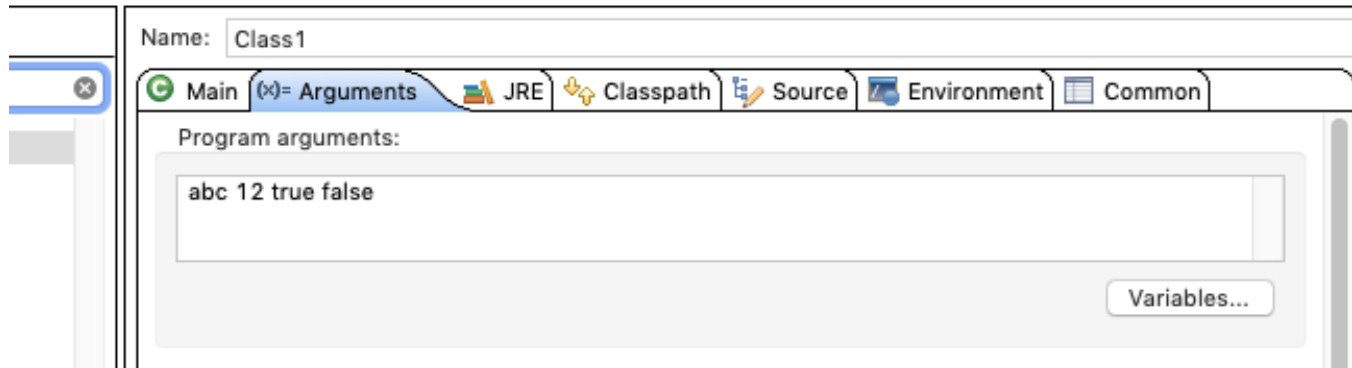 Name: Class1
Main (x)= Arguments JRE Classpath Source Environment Common
Program arguments:
abc 12 true false
Variables...